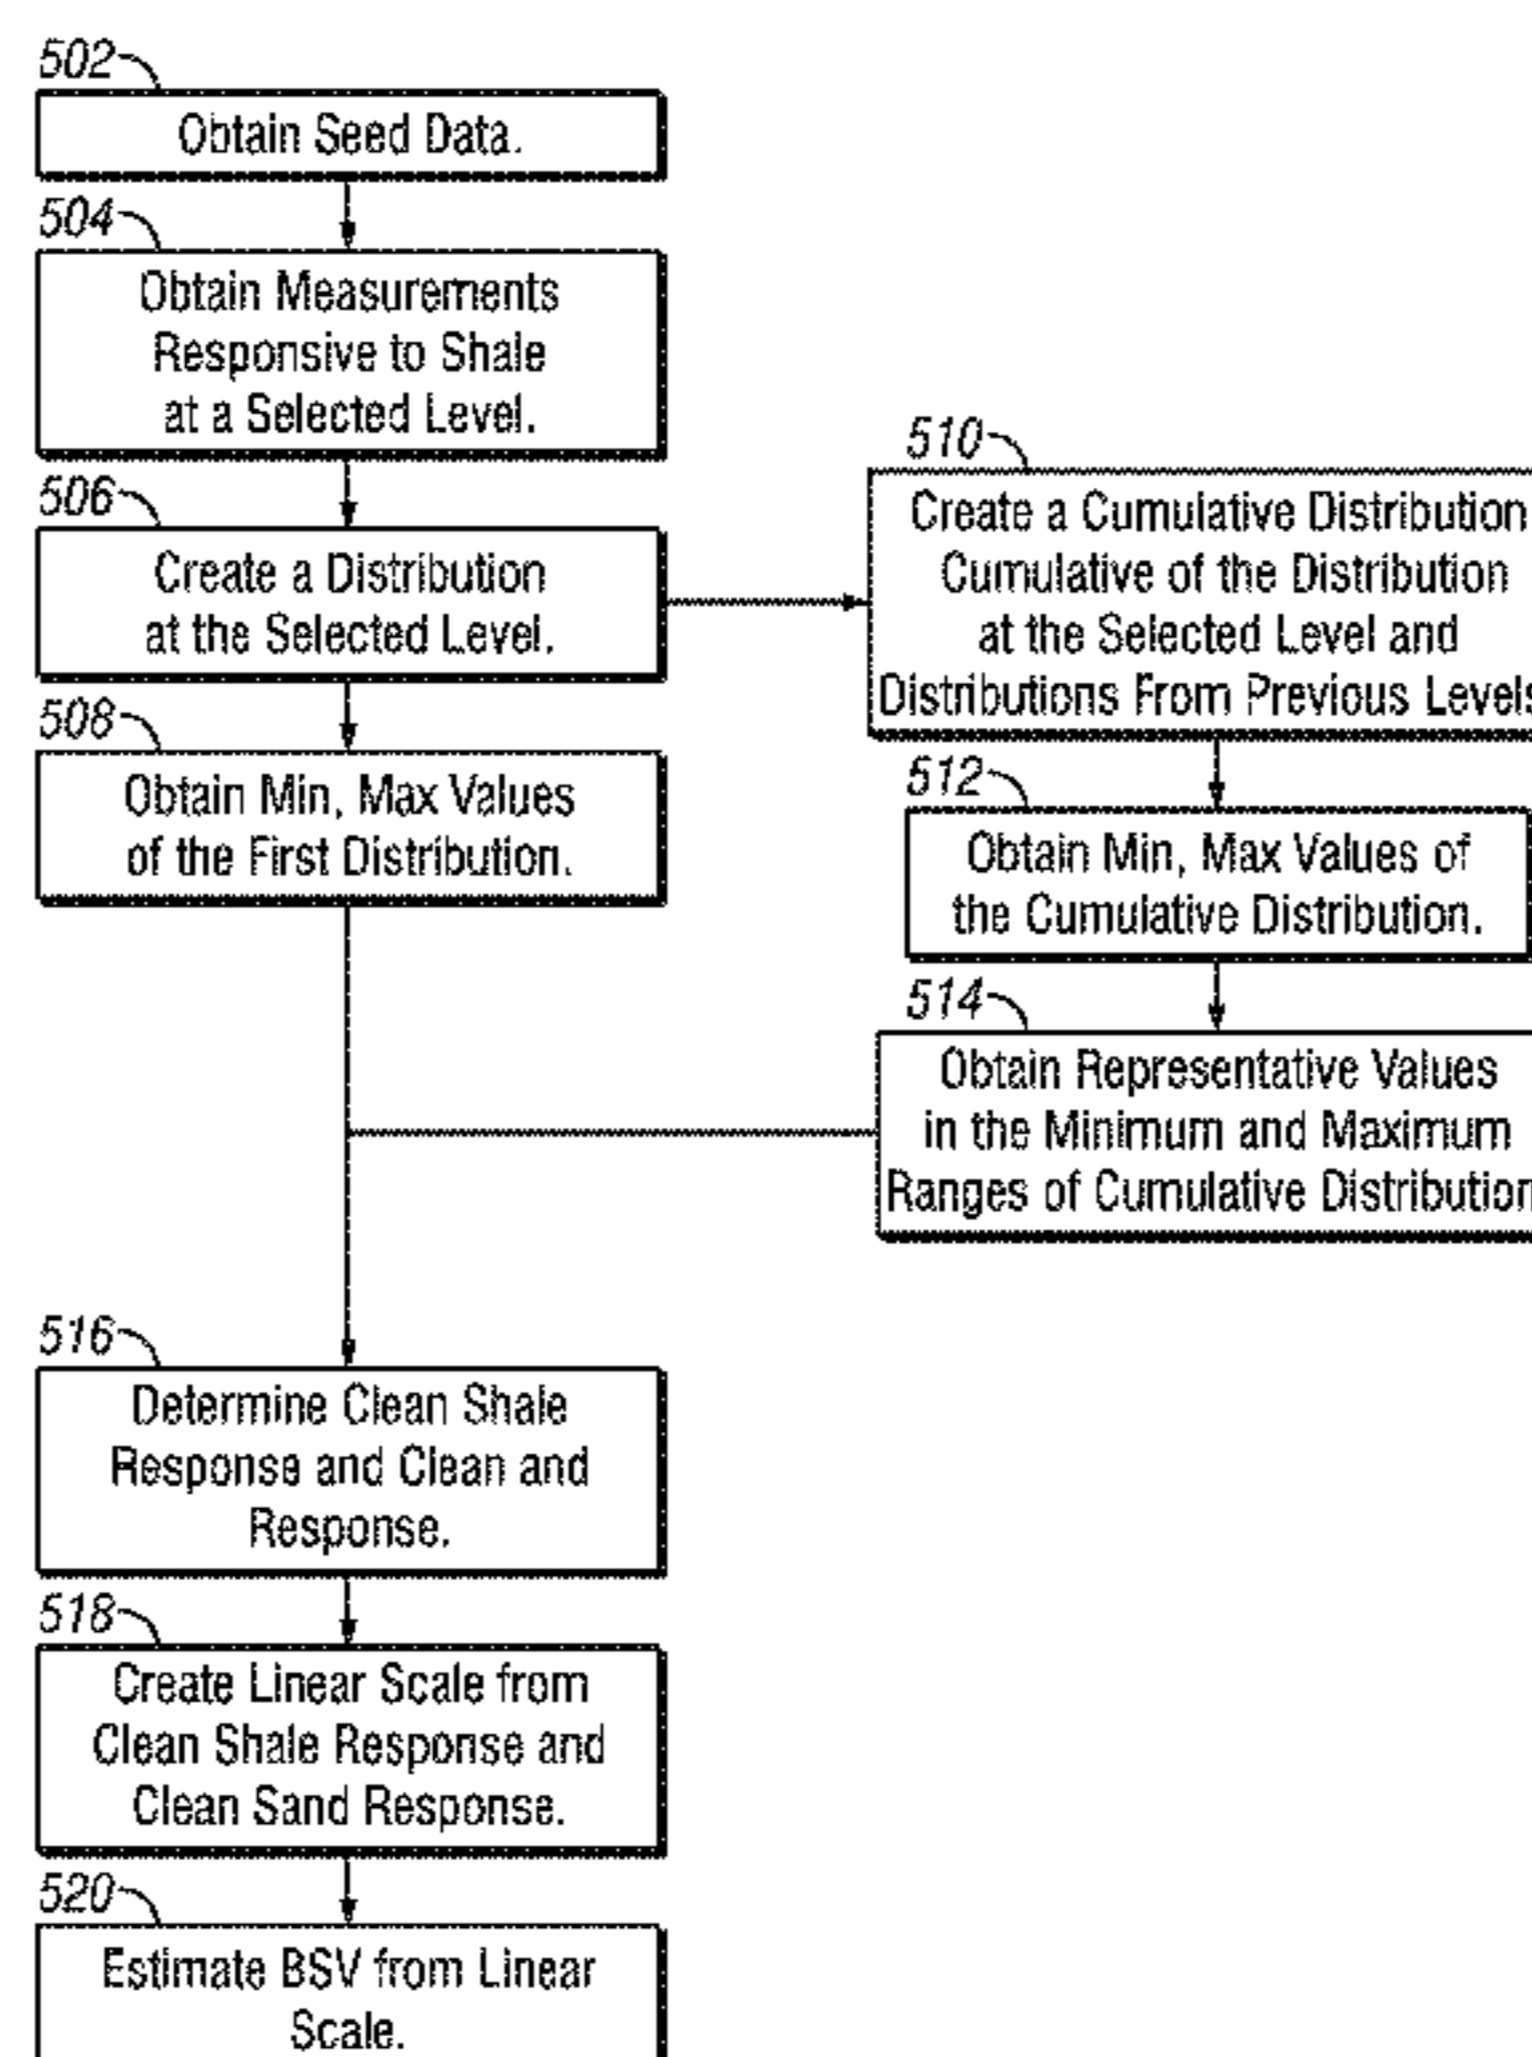 502
Obtain Seed Data.
504
Obtain Measurements
Responsive to Shale
at a Selected Level.
506
Create a Distribution
at the Selected Level.
508
Obtain Min, Max Values
of the First Distribution.
510
Create a Cumulative Distribution
Cumulative of the Distribution
at the Selected Level and
Distributions From Previous Levels
512
Obtain Min, Max Values of
the Cumulative Distribution.
514
Obtain Representative Values
in the Minimum and Maximum
Ranges of Cumulative Distribution
516
Determine Clean Shale
Response and Clean and
Response.
518
Create Linear Scale from
Clean Shale Response and
Clean Sand Response.
520
Estimate BSV from Linear
Scale.